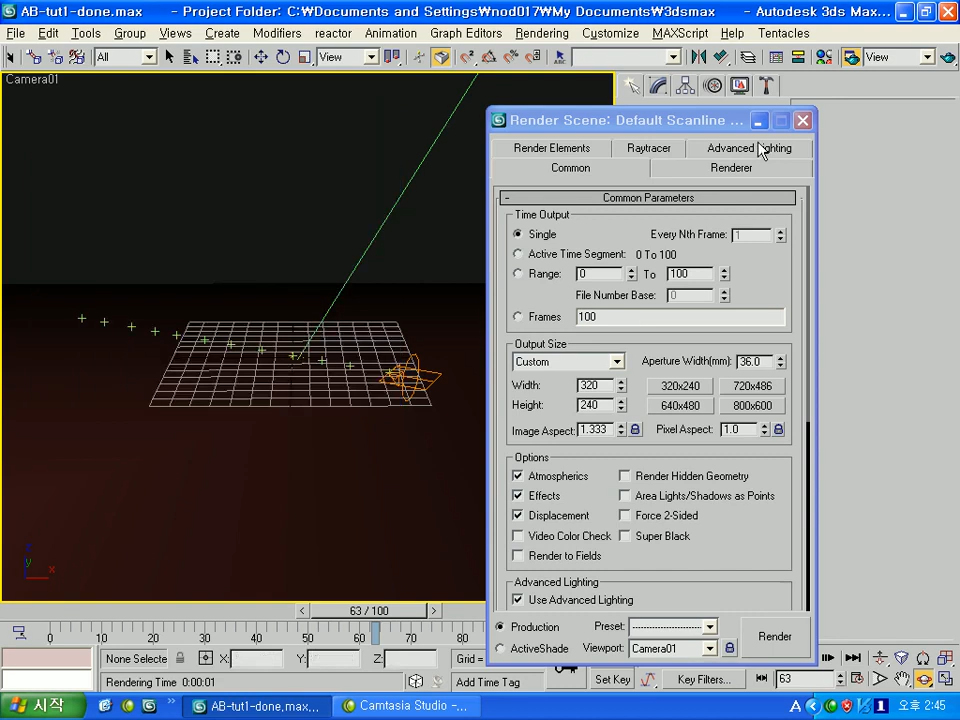 AB-tut1-done.max - Project Folder: C:₩Documents and Settings₩nod017₩My Documents₩3dsmax - Autodesk 3ds Max...
File Edit Tools Group Views Create Modifiers reactor Animation Graph Editors Rendering Customize MAXScript Help Tentacles
All View View
Camera01
Render Scene: Default Scanline ...
Render Elements Raytracer Advanced Lighting
Common Renderer
- Common Parameters
Time Output
Single Every Nth Frame: 1
Active Time Segment: 0 To 100
Range: 0 To 100
File Number Base: 0
Frames 100
Output Size
Custom Aperture Width(mm): 36.0
Width: 320 320x240 720x486
Height: 240 640x480 800x600
Image Aspect: 1.333 Pixel Aspect: 1.0
Options
Atmospherics Render Hidden Geometry
Effects Area Lights/Shadows as Points
Displacement Force 2-Sided
Video Color Check Super Black
Render to Fields
Advanced Lighting
Use Advanced Lighting
Production Preset: Render
ActiveShade Viewport: Camera01
y x
< 63 / 100 >
0 10 20 30 40 50 60 70 80
None Selecte X: Y: Z: Grid = Set Key Key Filters... 63
Rendering Time 0:00:01 Add Time Tag
시작 AB-tut1-done.max,... Camtasia Studio -... A 오후 2:45